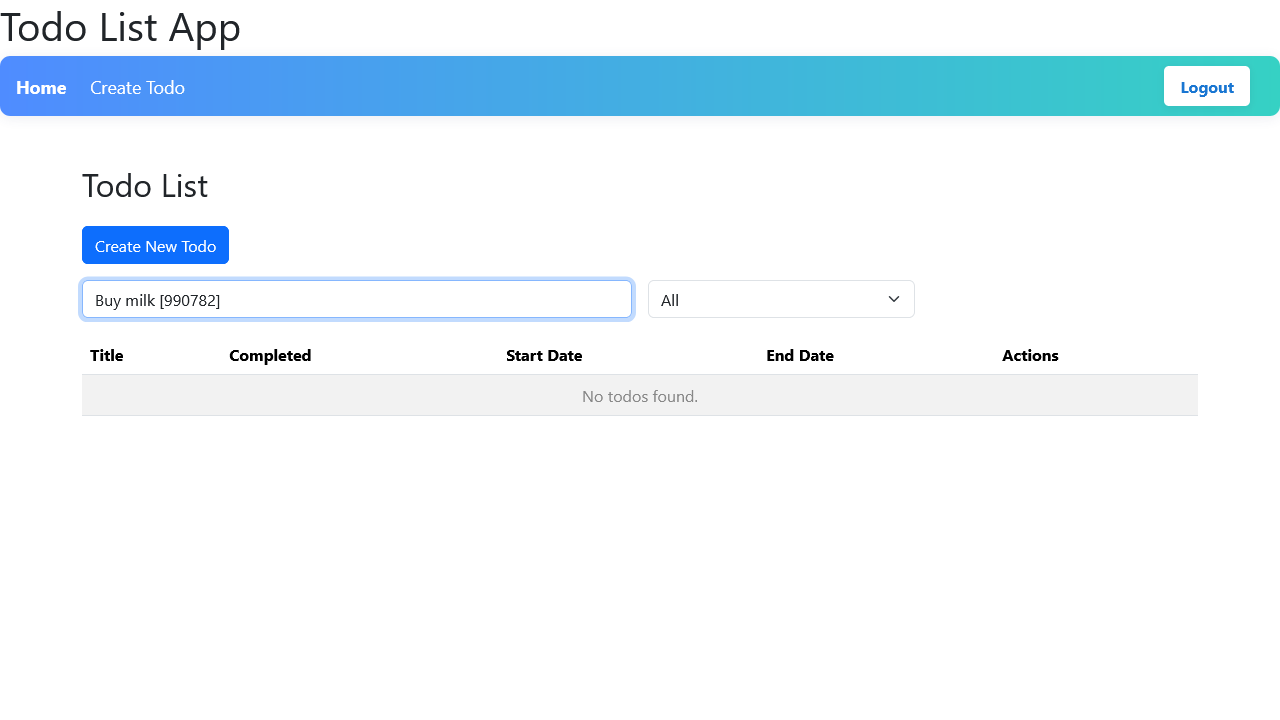 Todo List App
Home Create Todo Logout
Todo List
Create New Todo
Buy milk [990782] All
Title Completed Start Date End Date Actions
No todos found.